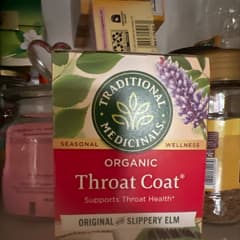 TRADITIONAL
MEDICINALS®
SEASONAL WELLNESS
ORGANIC
Throat Coat®
Supports Throat Health*
ORIGINAL WITH SLIPPERY ELM